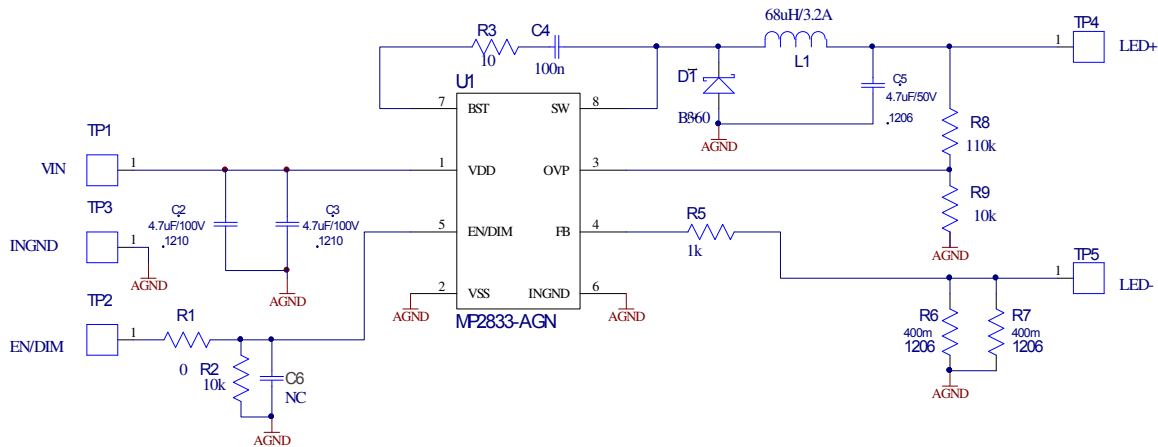 68uH/3.2A
TP4
R3
C4
1
LED+
L1
10
100n
D1
C5
4.7uF/50V
.1206
U1
7
BST
SW
8
B360
R8
110k
AGND
TP1
VIN
1
1
VDD
OVP
3
R9
10k
TP3
C2
4.7uF/100V
.1210
C3
4.7uF/100V
.1210
INGND
1
5
EN/DIM
FB
4
R5
1k
AGND
TP5
AGND
1
LED-
AGND
2
VSS
INGND
6
TP2
AGND
AGND
MP2833-AGN
R1
R6
400m
1206
R7
400m
1206
EN/DIM
1
0
R2
10k
C6
NC
AGND
AGND